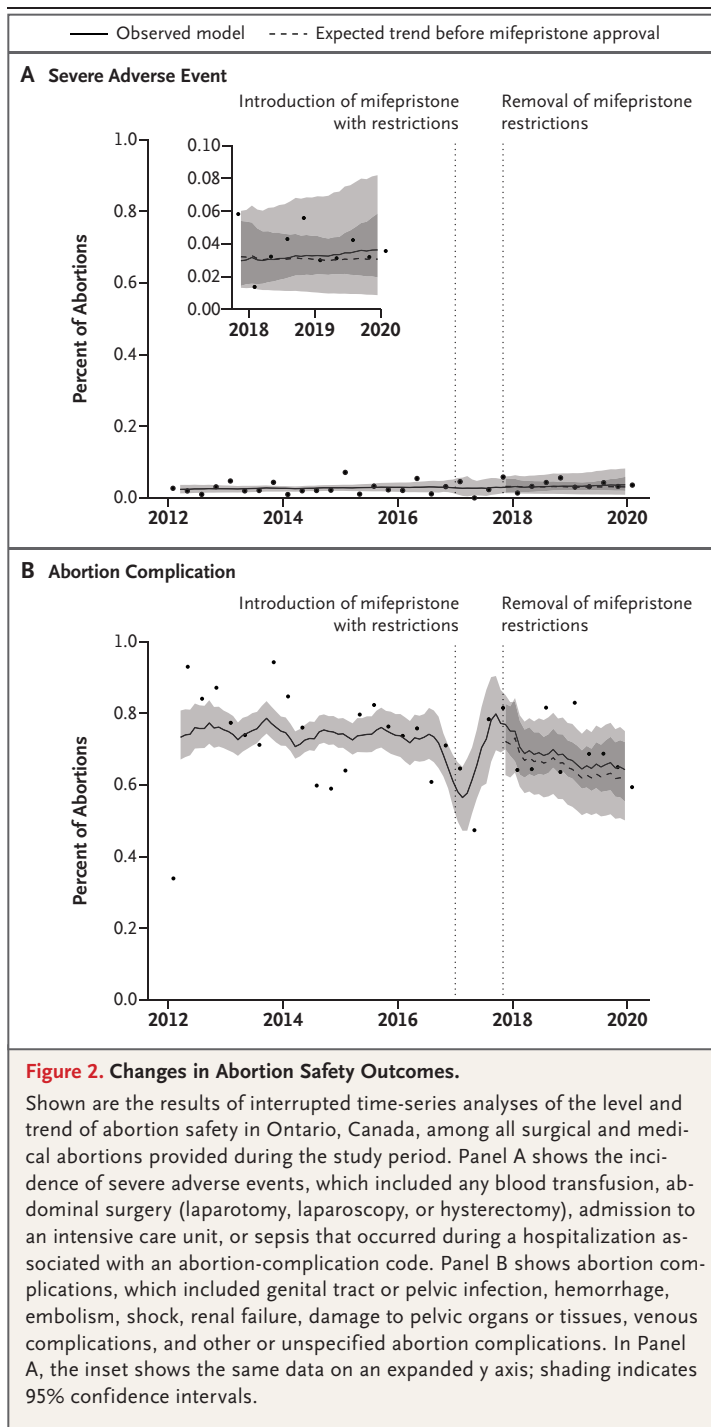 Observed model Expected trend before mifepristone approval
A Severe Adverse Event
Introduction of mifepristone
with restrictions
Removal of mifepristone
restrictions
1.0
0.8
0.6
0.4
0.2
0.0
Percent of Abortions
0.10
0.08
0.06
0.04
0.02
0.00
2018 2019 2020
2012 2014 2016 2018 2020
B Abortion Complication
Introduction of mifepristone
with restrictions
Removal of mifepristone
restrictions
1.0
0.8
0.6
0.4
0.2
0.0
Percent of Abortions
2012 2014 2016 2018 2020
Figure 2. Changes in Abortion Safety Outcomes.
Shown are the results of interrupted time-series analyses of the level and
trend of abortion safety in Ontario, Canada, among all surgical and medi-
cal abortions provided during the study period. Panel A shows the inci-
dence of severe adverse events, which included any blood transfusion, ab-
dominal surgery (laparotomy, laparoscopy, or hysterectomy), admission to
an intensive care unit, or sepsis that occurred during a hospitalization as-
sociated with an abortion-complication code. Panel B shows abortion com-
plications, which included genital tract or pelvic infection, hemorrhage,
embolism, shock, renal failure, damage to pelvic organs or tissues, venous
complications, and other or unspecified abortion complications. In Panel
A, the inset shows the same data on an expanded y axis; shading indicates
95% confidence intervals.